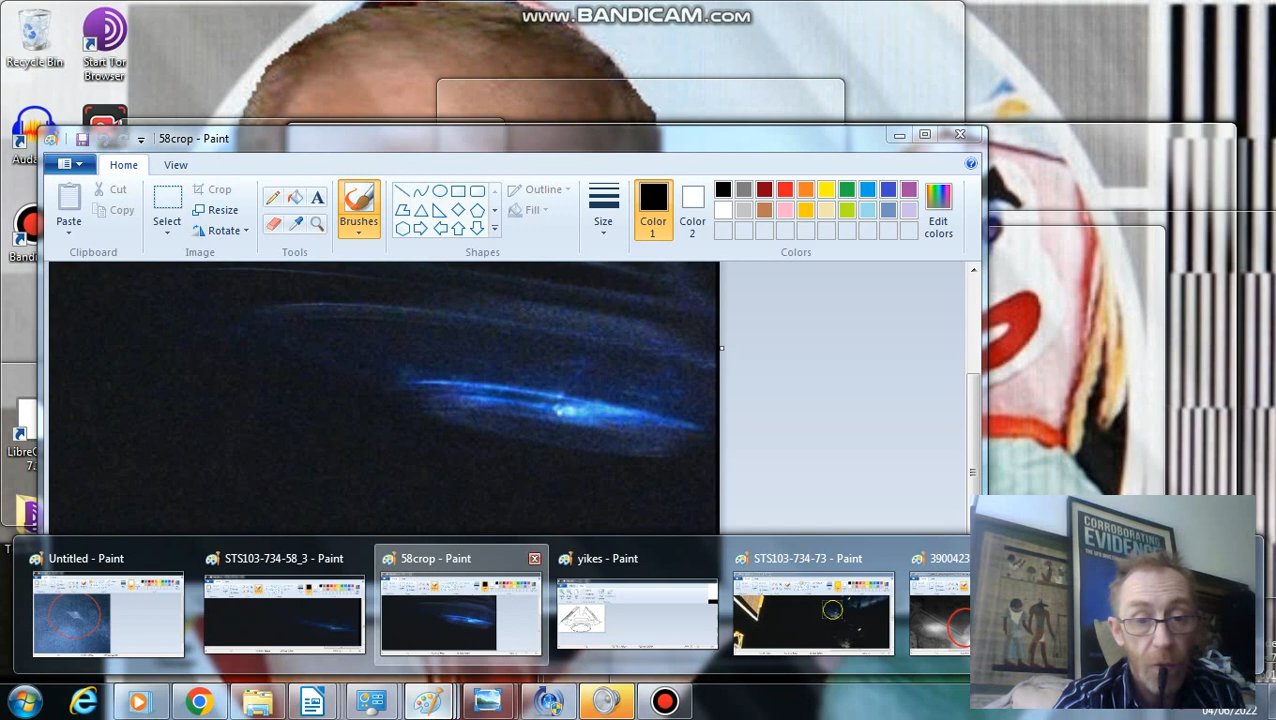 www.BANDICAM.com
Recycle Bin
Start Tor
Browser
58crop - Paint
Home
View
Cut
Copy
Paste
Crop
Resize
Rotate
Select
Brushes
Outline
Fill
Size
Color
1
Color
2
Edit
colors
Clipboard
Image
Tools
Shapes
Colors
Untitled - Paint
STS103-734-58_3 - Paint
58crop - Paint
yikes - Paint
STS103-734-73 - Paint
3900423
CORROBORATING
EVIDENCE
04/06/2022